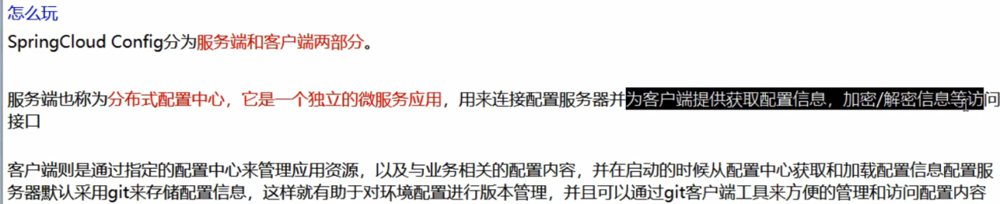 怎么玩
SpringCloud Config分为服务端和客户端两部分。
服务端也称为分布式配置中心，它是一个独立的微服务应用，用来连接配置服务器并为客户端提供获取配置信息，加密/解密信息等访问
接口
客户端则是通过指定的配置中心来管理应用资源，以及与业务相关的配置内容，并在启动的时候从配置中心获取和加载配置信息配置服
务器默认采用git来存储配置信息，这样就有助于对环境配置进行版本管理，并且可以通过git客户端工具来方便的管理和访问配置内容